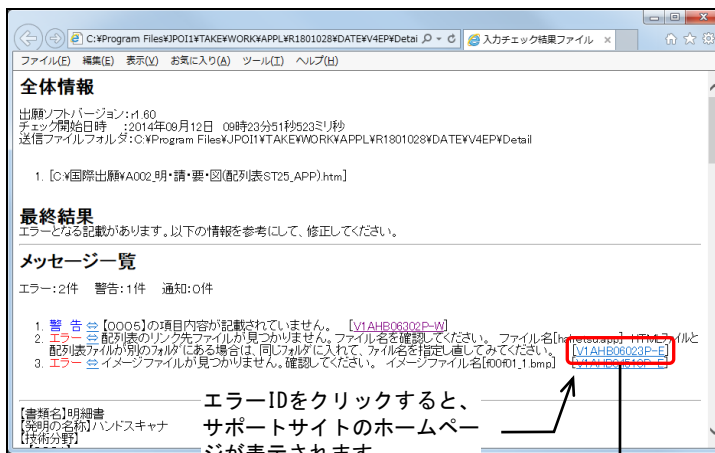 C:¥Program Files¥JPOI1¥TAKE¥WORK¥APPL¥R1801028¥DATE¥V4EP¥Detai
入力チェック結果ファイル ×
ファイル(F) 編集(E) 表示(V) お気に入り(A) ツール(T) ヘルプ(H)
全体情報
出願ソフトバージョン:r1.60
チェック開始日時 :2014年09月12日 09時23分51秒523ミリ秒
送信ファイルフォルダ:C:¥Program Files¥JPOI1¥TAKE¥WORK¥APPL¥R1801028¥DATE¥V4EP¥Detail
1. [C:¥国際出願¥A002_明・請・要・図(配列表ST25_APP).htm]
最終結果
エラーとなる記載があります。以下の情報を参考にして、修正してください。
メッセージ一覧
エラー:2件 警告:1件 通知:0件
1. 警 告 ⇔ 【0005】の項目内容が記載されていません。 [V1AHB06302P-W]
2. エラー ⇔ 配列表のリンク先ファイルが見つかりません。ファイル名を確認してください。 ファイル名[hairetsu.app] HTMLファイルと
配列表ファイルが別のフォルダにある場合は、同じフォルダに入れて、ファイル名を指定し直してみてください。 [V1AHB06023P-E]
3. エラー ⇔ イメージファイルが見つかりません。確認してください。 イメージファイル名[f00f01_1.bmp]
【書類名】明細書
【発明の名称】ハンドスキャナ
【技術分野】
エラーIDをクリックすると、
サポートサイトのホームペー
ジが表示されます